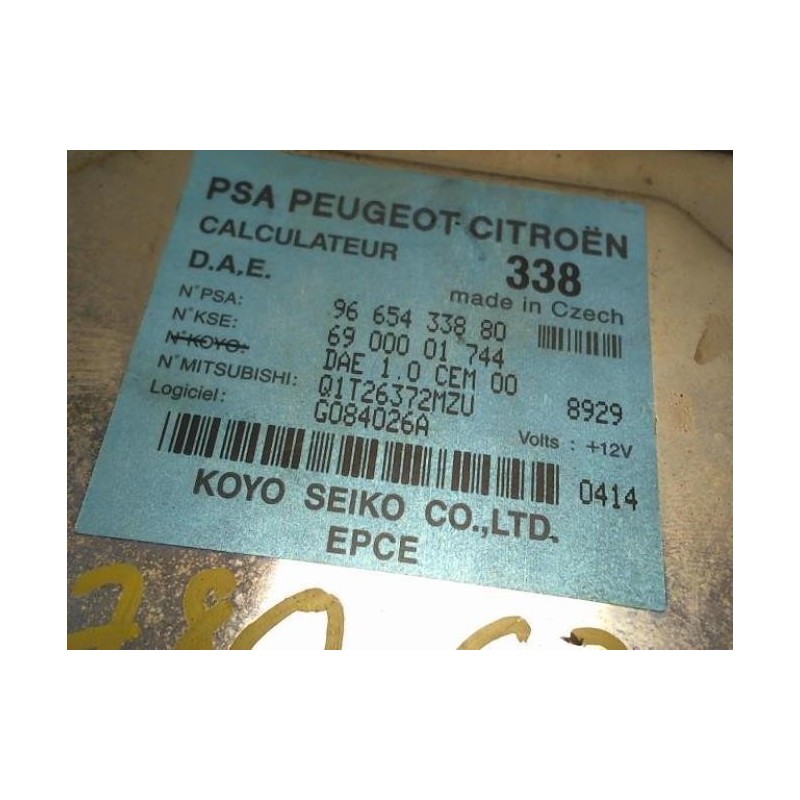 PSA PEUGEOT-CITROËN
CALCULATEUR 338
D.A.E. made in Czech
N°PSA: 96 654 338 80
N°KSE: 69 000 01 744
N°KOYO: DAE 1.0 CEM 00
N°MITSUBISHI: Q1T26372MZU 8929
Logiciel: G084026A Volts : +12V
0414
KOYO SEIKO CO.,LTD.
EPCE